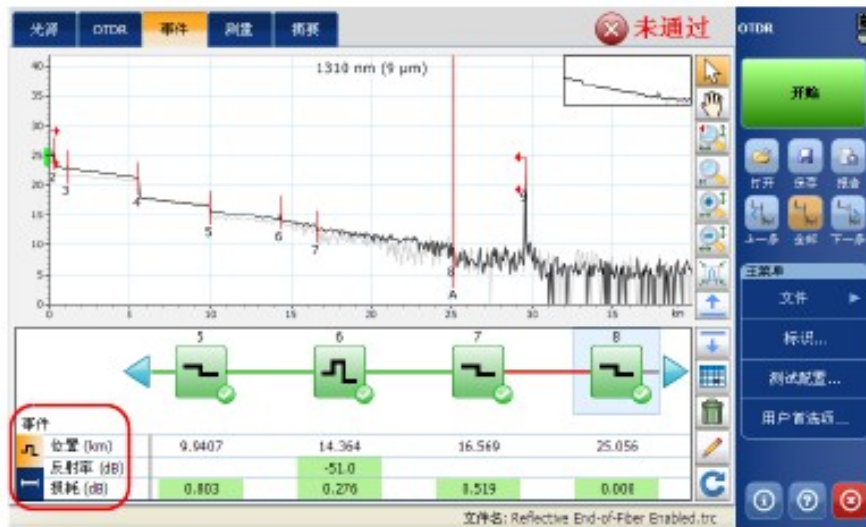 光源 OTDR 事件 测量 摘要 未通过 OTDR
1310 nm (9 µm)
40
35
30
25
20
15
10
5
0
2 3 4 5 6 7 8
A
0 5 10 15 20 25 15 km
开始
打开 保存 报告
上一条 全部 下一条
主菜单
文件
标识...
测试配置...
用户首选项...
5 6 7 8
事件
位置 (km) 9.9407 14.364 16.569 25.056
反射率 (dB) -51.0
损耗 (dB) 0.803 0.276 0.519 0.008
文件名: Reflective End-of-Fiber Enabled.trc